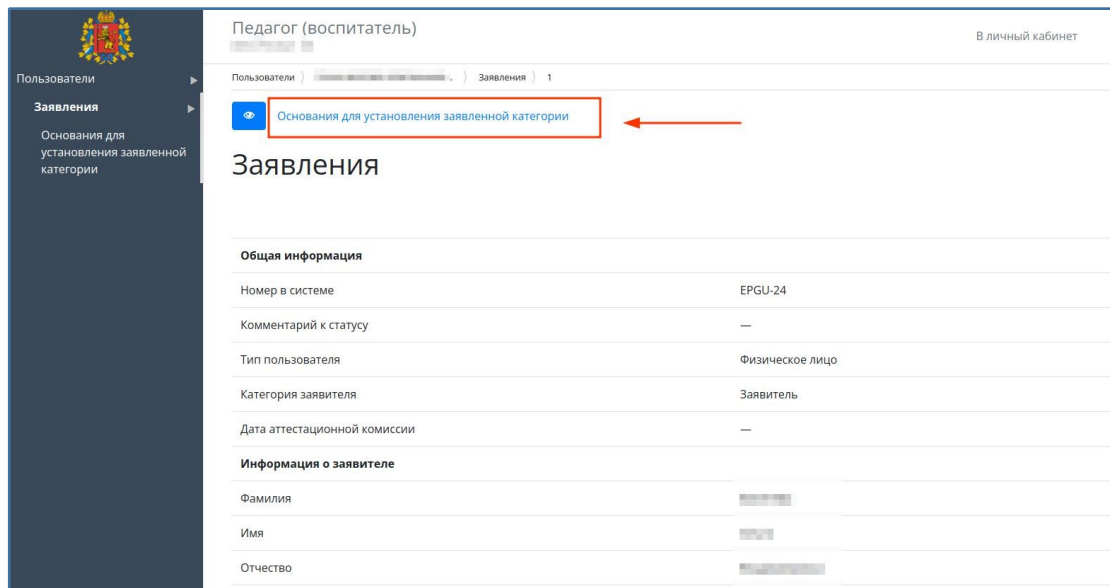 Педагог (воспитатель)
В личный кабинет
Пользователи
Заявления
Основания для
установления заявленной
категории
Пользователи
Заявления
1
Основания для установления заявленной категории
Заявления
Общая информация
Номер в системе EPGU-24
Комментарий к статусу —
Тип пользователя Физическое лицо
Категория заявителя Заявитель
Дата аттестационной комиссии —
Информация о заявителе
Фамилия
Имя
Отчество